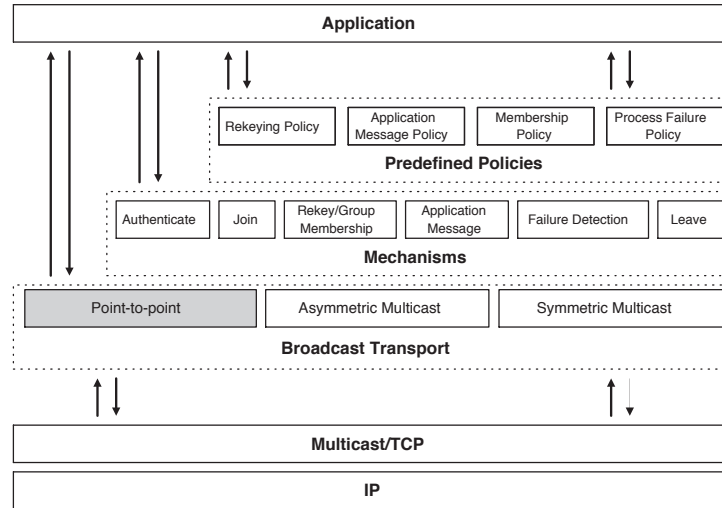 Application
Rekeying Policy
Application
Message Policy
Membership
Policy
Process Failure
Policy
Predefined Policies
Authenticate
Join
Rekey/Group
Membership
Application
Message
Failure Detection
Leave
Mechanisms
Point-to-point
Asymmetric Multicast
Symmetric Multicast
Broadcast Transport
Multicast/TCP
IP